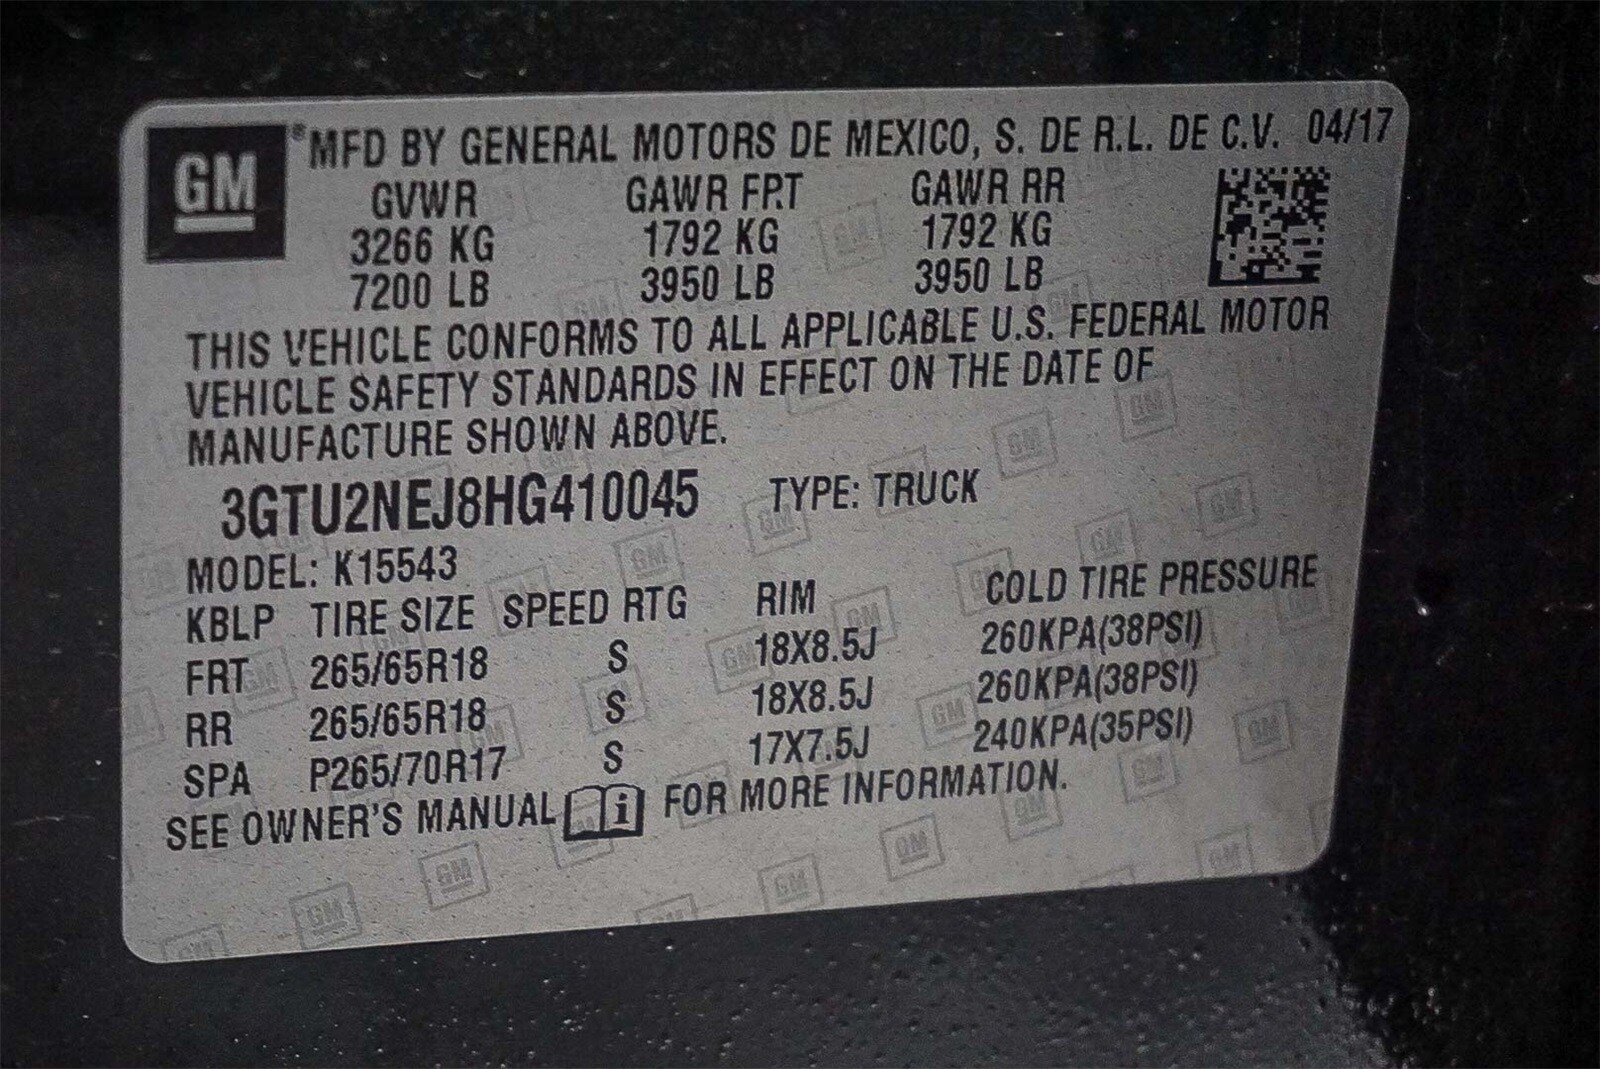 GM
®MFD BY GENERAL MOTORS DE MEXICO, S. DE R.L. DE C.V. 04/17
GVWR GAWR FRT GAWR RR
3266 KG 1792 KG 1792 KG
7200 LB 3950 LB 3950 LB
THIS VEHICLE CONFORMS TO ALL APPLICABLE U.S. FEDERAL MOTOR
VEHICLE SAFETY STANDARDS IN EFFECT ON THE DATE OF
MANUFACTURE SHOWN ABOVE.
3GTU2NEJ8HG410045 TYPE: TRUCK
MODEL: K15543
KBLP TIRE SIZE SPEED RTG RIM COLD TIRE PRESSURE
FRT 265/65R18 S 18X8.5J 260KPA(38PSI)
RR 265/65R18 S 18X8.5J 260KPA(38PSI)
SPA P265/70R17 S 17X7.5J 240KPA(35PSI)
SEE OWNER'S MANUAL i FOR MORE INFORMATION.